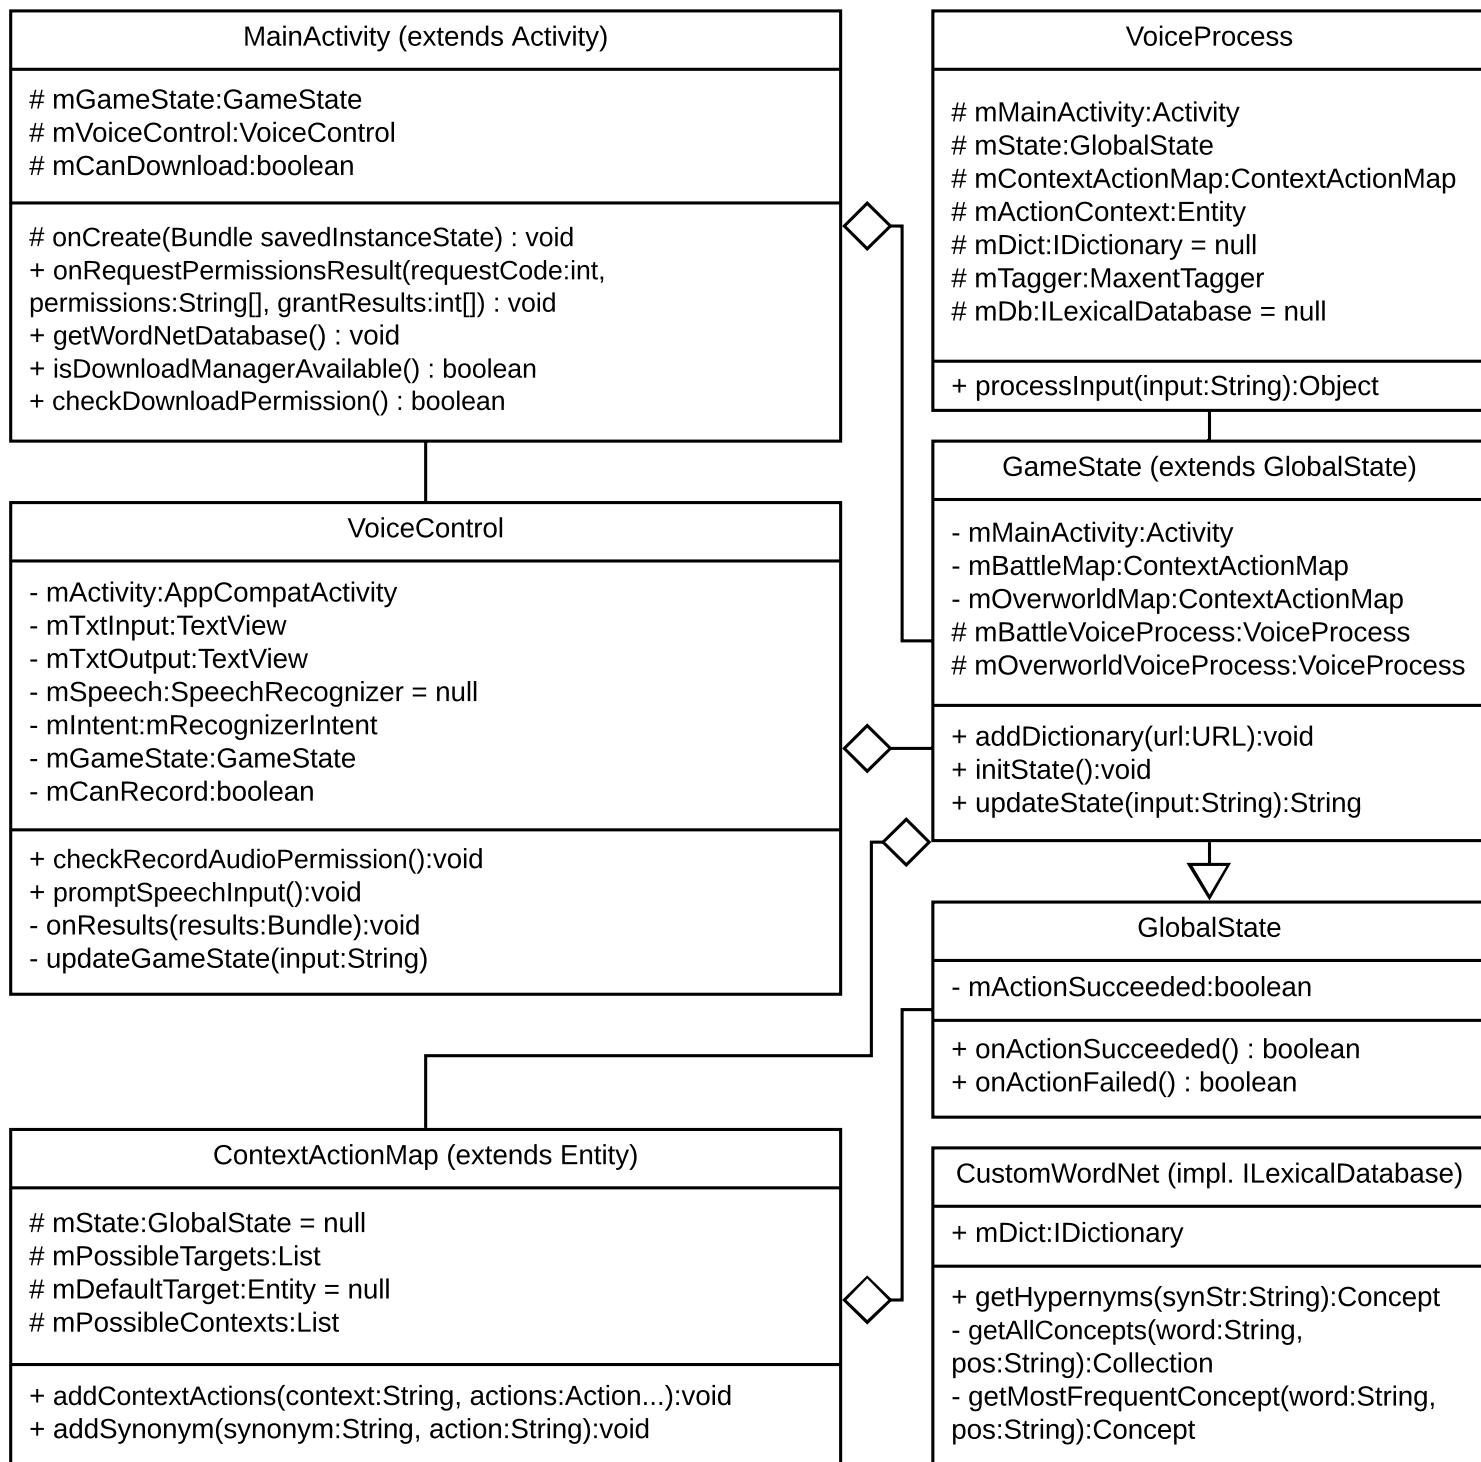 MainActivity (extends Activity)
# mGameState:GameState
# mVoiceControl:VoiceControl
# mCanDownload:boolean
# onCreate(Bundle savedInstanceState) : void
+ onRequestPermissionsResult(requestCode:int,
permissions:String[], grantResults:int[]) : void
+ getWordNetDatabase() : void
+ isDownloadManagerAvailable() : boolean
+ checkDownloadPermission() : boolean
VoiceControl
- mActivity:AppCompatActivity
- mTxtInput:TextView
- mTxtOutput:TextView
- mSpeech:SpeechRecognizer = null
- mIntent:mRecognizerIntent
- mGameState:GameState
- mCanRecord:boolean
+ checkRecordAudioPermission():void
+ promptSpeechInput():void
- onResults(results:Bundle):void
- updateGameState(input:String)
ContextActionMap (extends Entity)
# mState:GlobalState = null
# mPossibleTargets:List
# mDefaultTarget:Entity = null
# mPossibleContexts:List
+ addContextActions(context:String, actions:Action...):void
+ addSynonym(synonym:String, action:String):void
VoiceProcess
# mMainActivity:Activity
# mState:GlobalState
# mContextActionMap:ContextActionMap
# mActionContext:Entity
# mDict:IDictionary = null
# mTagger:MaxentTagger
# mDb:ILexicalDatabase = null
+ processInput(input:String):Object
GameState (extends GlobalState)
- mMainActivity:Activity
- mBattleMap:ContextActionMap
- mOverworldMap:ContextActionMap
# mBattleVoiceProcess:VoiceProcess
# mOverworldVoiceProcess:VoiceProcess
+ addDictionary(url:URL):void
+ initState():void
+ updateState(input:String):String
GlobalState
- mActionSucceeded:boolean
+ onActionSucceeded() : boolean
+ onActionFailed() : boolean
CustomWordNet (impl. ILexicalDatabase)
+ mDict:IDictionary
+ getHypernyms(synStr:String):Concept
- getAllConcepts(word:String,
pos:String):Collection
- getMostFrequentConcept(word:String,
pos:String):Concept